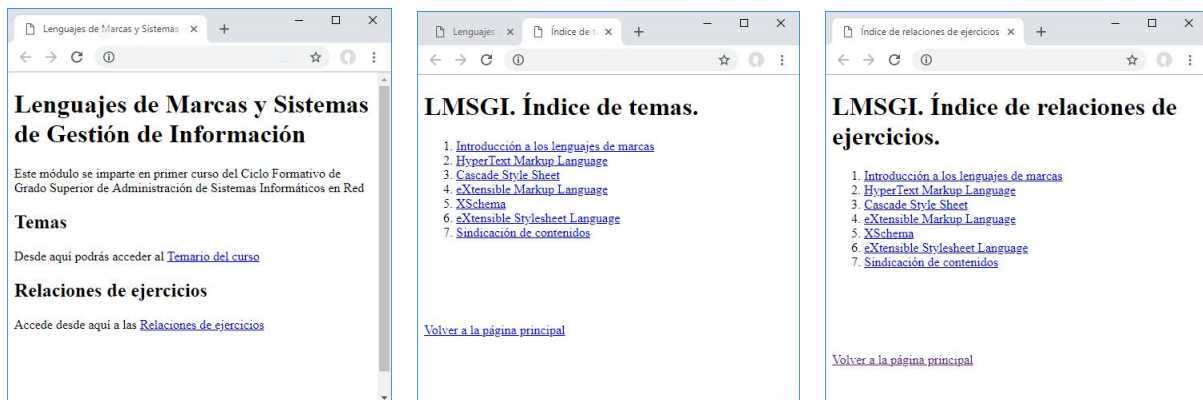 Lenguajes de Marcas y Sistemas
Lenguajes de Marcas y Sistemas
de Gestión de Información
Este módulo se imparte en primer curso del Ciclo Formativo de
Grado Superior de Administración de Sistemas Informáticos en Red
Temas
Desde aquí podrás acceder al Temario del curso
Relaciones de ejercicios
Accede desde aquí a las Relaciones de ejercicios
Lenguajes
Índice de
LMSGI. Índice de temas.
1. Introducción a los lenguajes de marcas
2. HyperText Markup Language
3. Cascade Style Sheet
4. eXtensible Markup Language
5. XSchema
6. eXtensible Stylesheet Language
7. Sindicación de contenidos
Volver a la página principal
Índice de relaciones de ejercicios
LMSGI. Índice de relaciones de
ejercicios.
1. Introducción a los lenguajes de marcas
2. HyperText Markup Language
3. Cascade Style Sheet
4. eXtensible Markup Language
5. XSchema
6. eXtensible Stylesheet Language
7. Sindicación de contenidos
Volver a la página principal